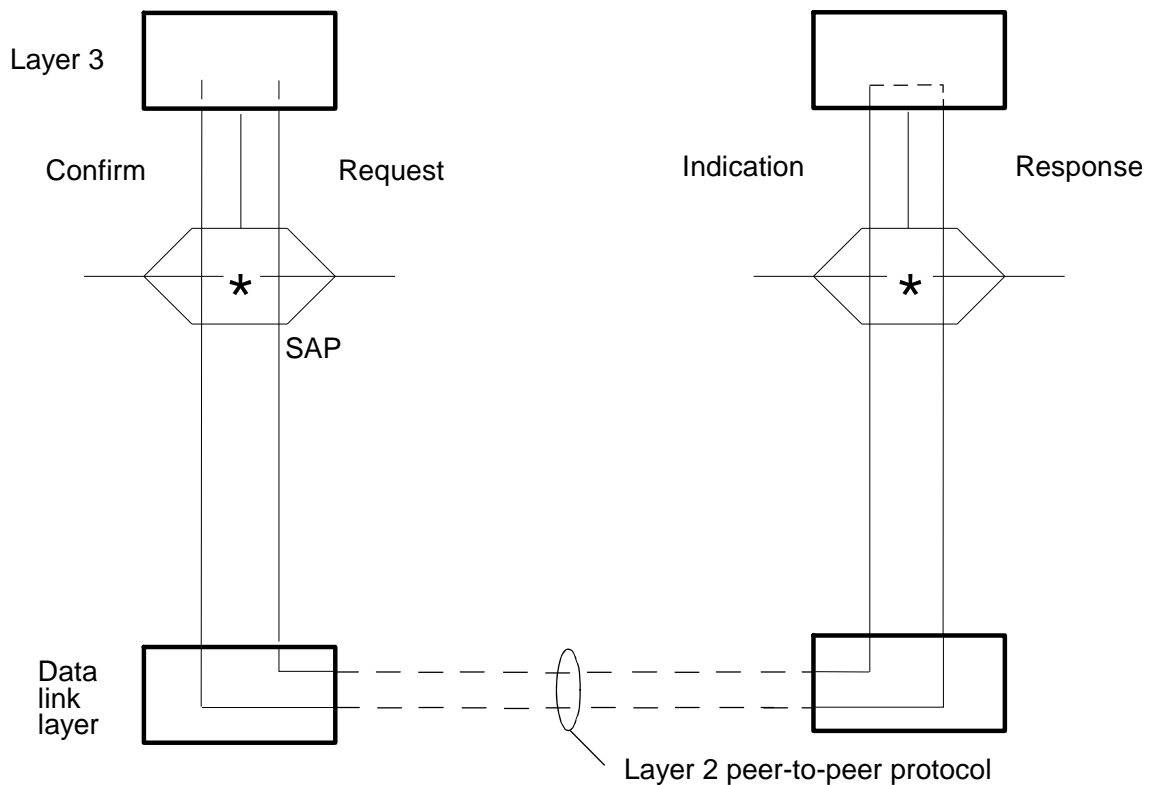 Layer 3
Confirm
Request
Indication
Response
*
*
SAP
Data
link
layer
Layer 2 peer-to-peer protocol